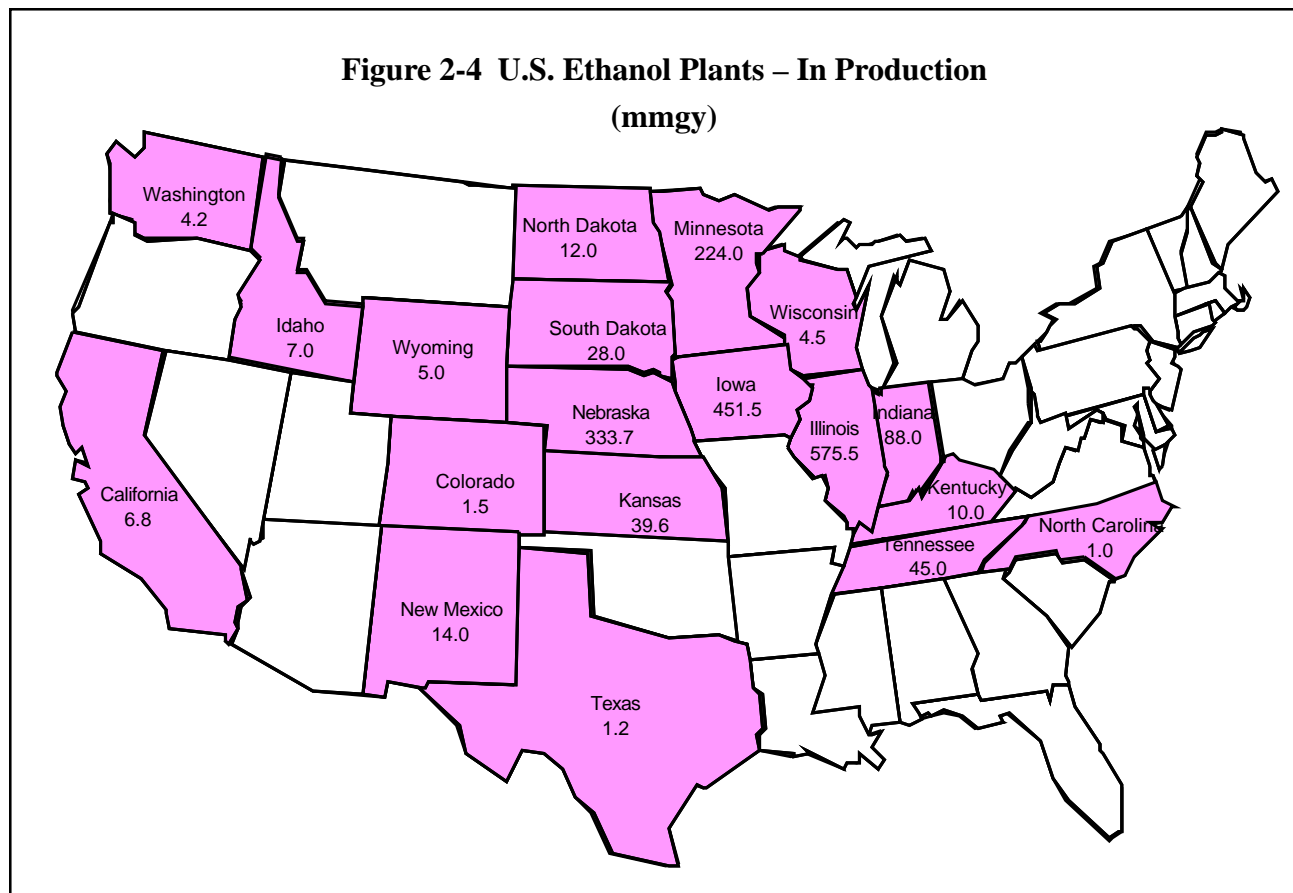 Figure 2-4 U.S. Ethanol Plants – In Production
(mmgy)
Washington
4.2
North Dakota
12.0
Minnesota
224.0
Idaho
7.0
Wyoming
5.0
South Dakota
28.0
Wisconsin
4.5
Nebraska
333.7
Iowa
451.5
Illinois
575.5
Indiana
88.0
California
6.8
Colorado
1.5
Kansas
39.6
Kentucky
10.0
Tennessee
45.0
North Carolina
1.0
New Mexico
14.0
Texas
1.2